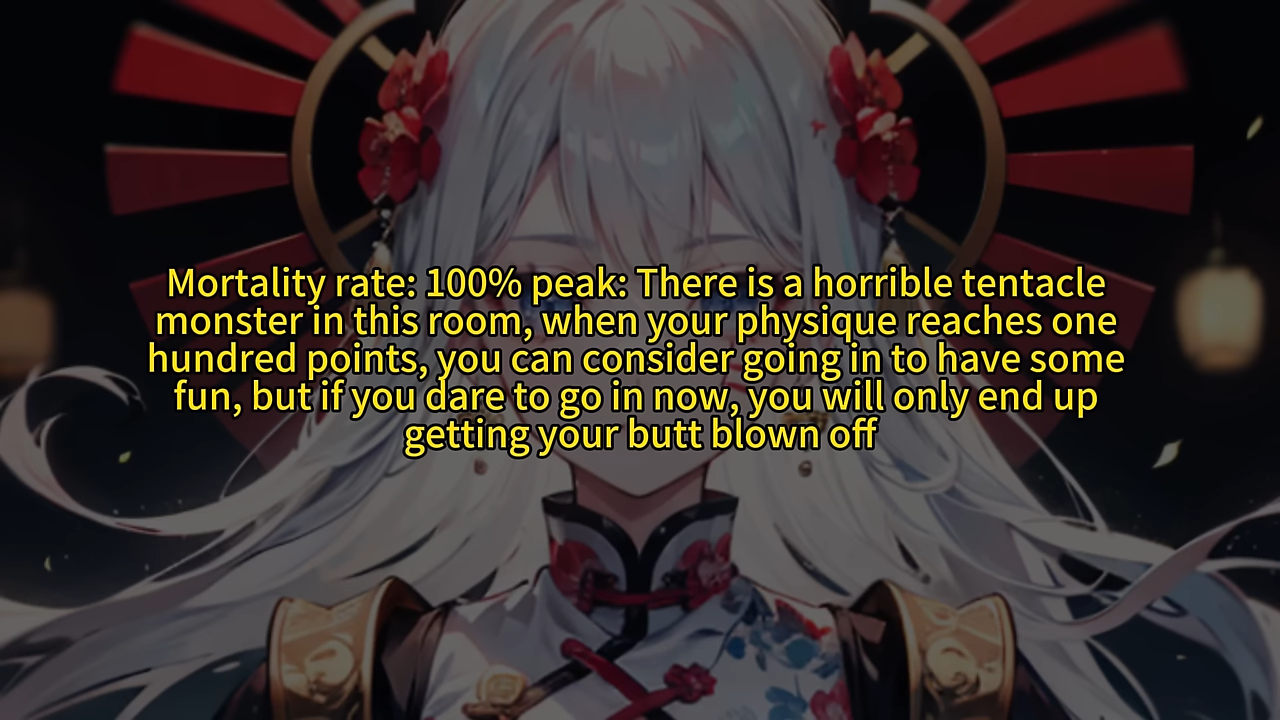 Mortality rate: 100% peak: There is a horrible tentacle
monster in this room, when your physique reaches one
hundred points, you can consider going in to have some
fun, but if you dare to go in now, you will only end up
getting your butt blown off